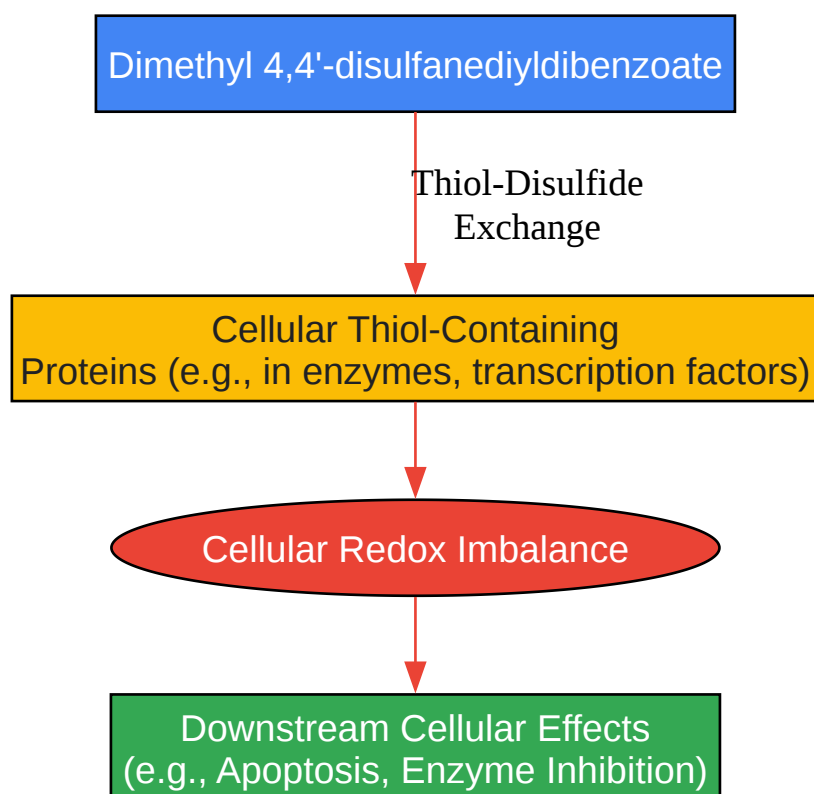 Dimethyl 4,4'-disulfanediyldibenzoate
Thiol-Disulfide
Exchange
Cellular Thiol-Containing
Proteins (e.g., in enzymes, transcription factors)
Cellular Redox Imbalance
Downstream Cellular Effects
(e.g., Apoptosis, Enzyme Inhibition)